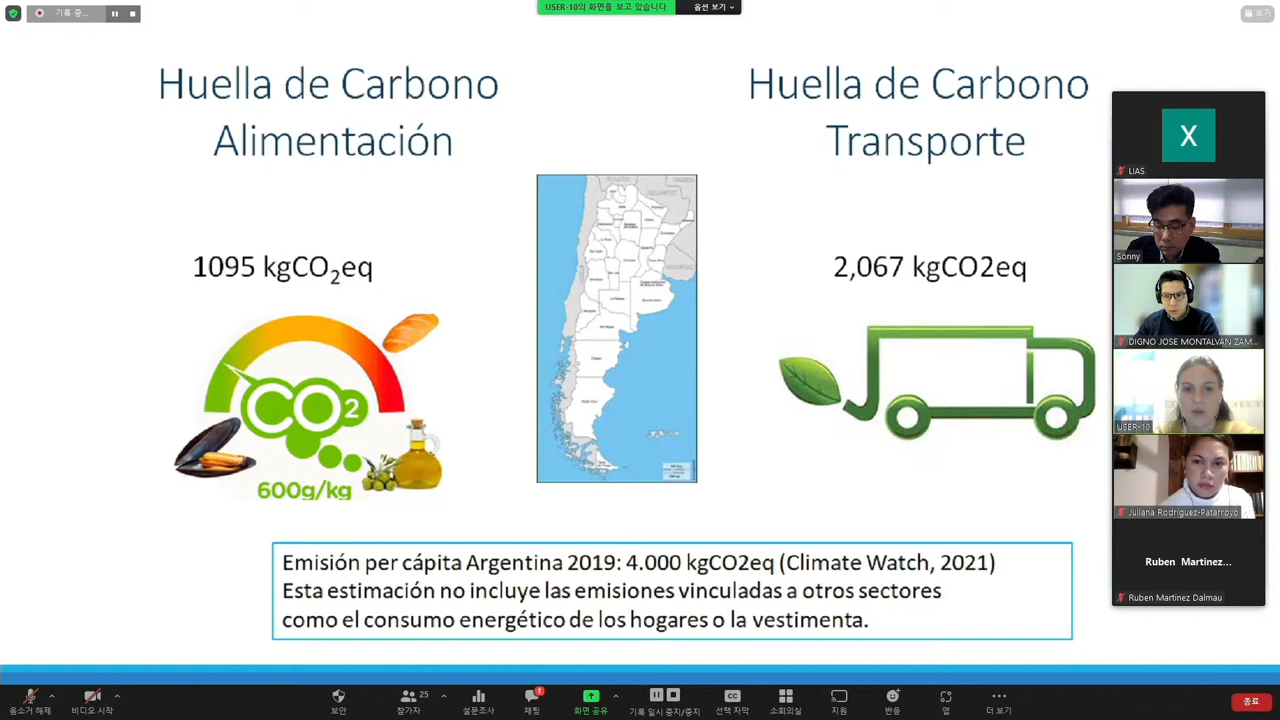 기록 중...
USER-10의 화면을 보고 있습니다
옵션 보기
보기
Huella de Carbono
Alimentación
Huella de Carbono
Transporte
1095 kgCO₂eq
2,067 kgCO2eq
CO2
600g/kg
Emisión per cápita Argentina 2019: 4.000 kgCO2eq (Climate Watch, 2021)
Esta estimación no incluye las emisiones vinculadas a otros sectores
como el consumo energético de los hogares o la vestimenta.
X
LIAS
Sonny
DIGNO JOSE MONTALVAN ZAM...
USER-10
Juliana Rodríguez-Patarroyo
Ruben Martinez...
Ruben Martinez Dalmau
음소거 해제
비디오 시작
보안
25
참가자
설문조사
1
채팅
화면 공유
기록 일시 중지/중지
CC
선택 자막
소회의실
지원
반응
앱
더 보기
종료